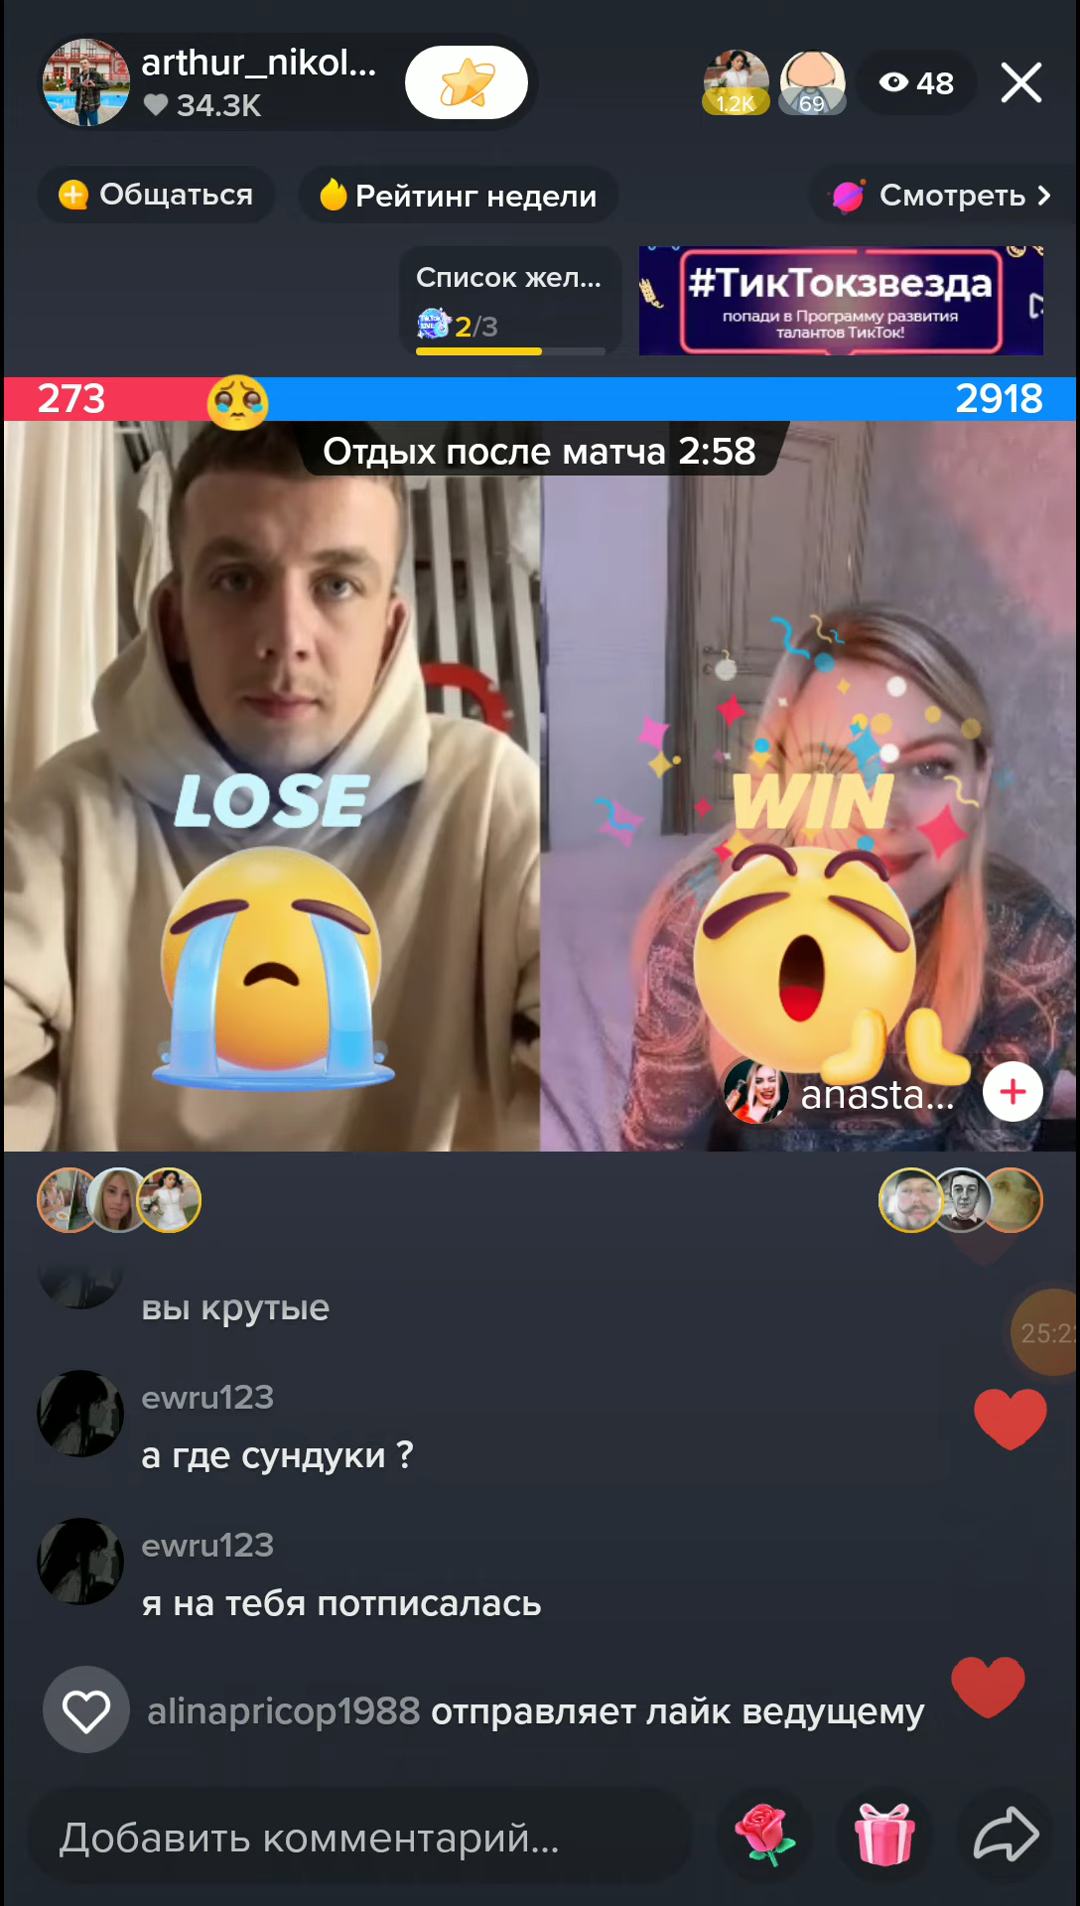 arthur_nikol...
34.3K
1.2K
69
48
Общаться
Рейтинг недели
Смотреть
Список жел...
2/3
#ТикТокзвезда
попади в Программу развития
талантов ТикТок!
273
2918
Отдых после матча 2:58
LOSE
WIN
anasta...
вы крутые
25:22
ewru123
а где сундуки ?
ewru123
я на тебя потписалась
alinapricop1988 отправляет лайк ведущему
Добавить комментарий...